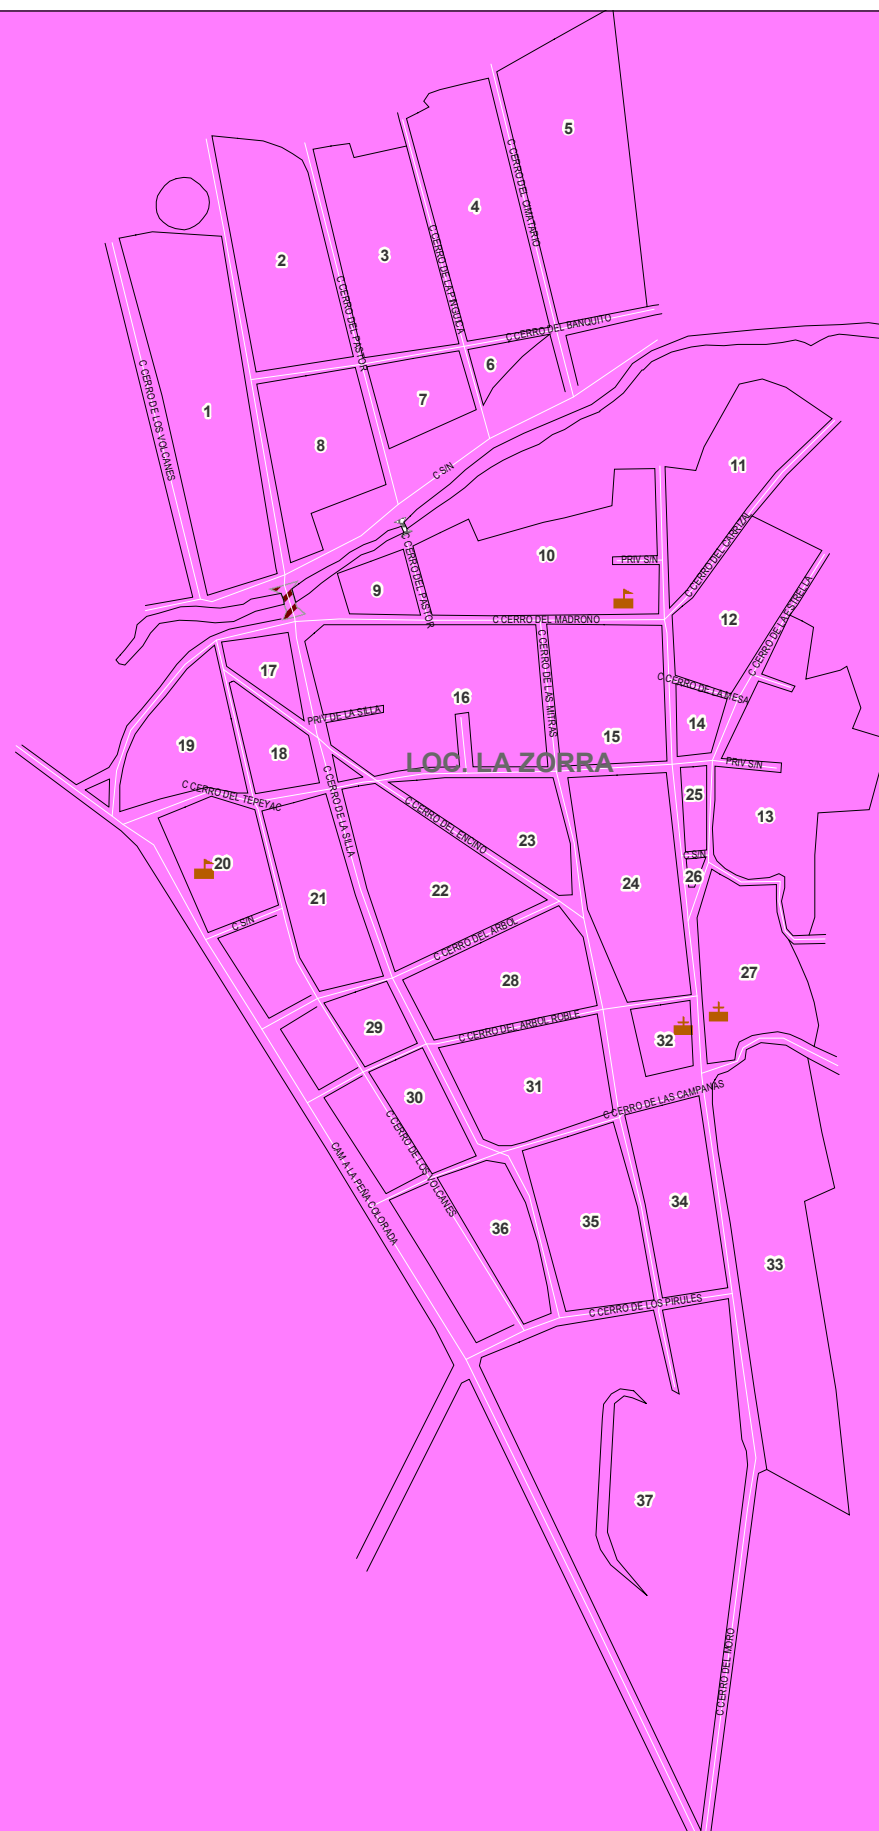 5
4
C CERRO DEL CIMATARIO
3
C CERRO DE LA PINGUICA
2
C CERRO DEL PASTOR
C CERRO DEL BANQUITO
6
C CERRO DE LOS VOLCANES
1
7
8
11
C S/N
10
PRIV S/N
C CERRO DEL CARRIZAL
9
C CERRO DEL PASTOR
C CERRO DEL MADROÑO
12
C CERRO DE LA ESTRELLA
17
C CERRO DE LAS MITRAS
C CERRO DE LA MESA
16
PRIV DE LA SILLA
14
15
19
18
LOC. LA ZORRA
PRIV S/N
C CERRO DEL TEPEYAC
25
C CERRO DE LA SILLA
C CERRO DEL ENCINO
13
23
C S/N
20
26
22
24
21
C S/N
C CERRO DEL ARBOL
28
27
29
C CERRO DEL ARBOL ROBLE
32
31
30
C CERRO DE LAS CAMPANAS
C CERRO DE LOS VOLCANES
CAM. A LA PEÑA COLORADA
34
36
35
33
C CERRO DE LOS PIRULES
37
C CERRO DEL MORO